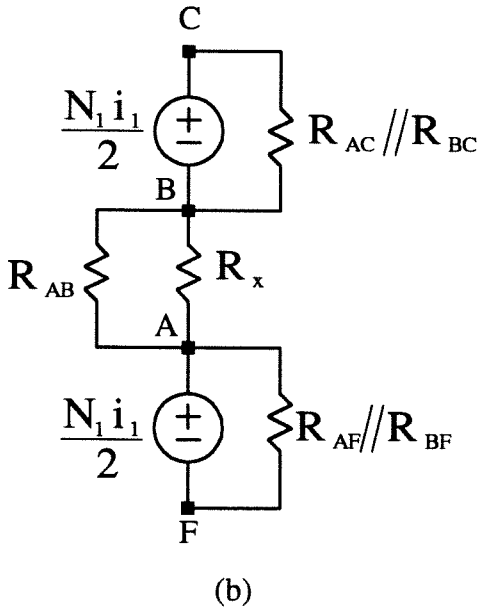 C
N₁ i₁
2
+
−
R AC // R BC
B
R AB
R x
A
N₁ i₁
2
+
−
R AF // R BF
F
(b)